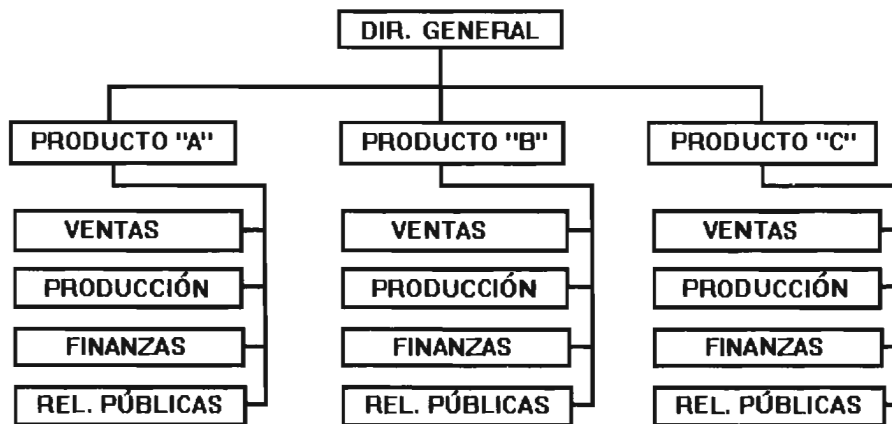 DIR. GENERAL
PRODUCTO "A"
PRODUCTO "B"
PRODUCTO "C"
VENTAS
VENTAS
VENTAS
PRODUCCIÓN
PRODUCCIÓN
PRODUCCIÓN
FINANZAS
FINANZAS
FINANZAS
REL. PÚBLICAS
REL. PÚBLICAS
REL. PÚBLICAS